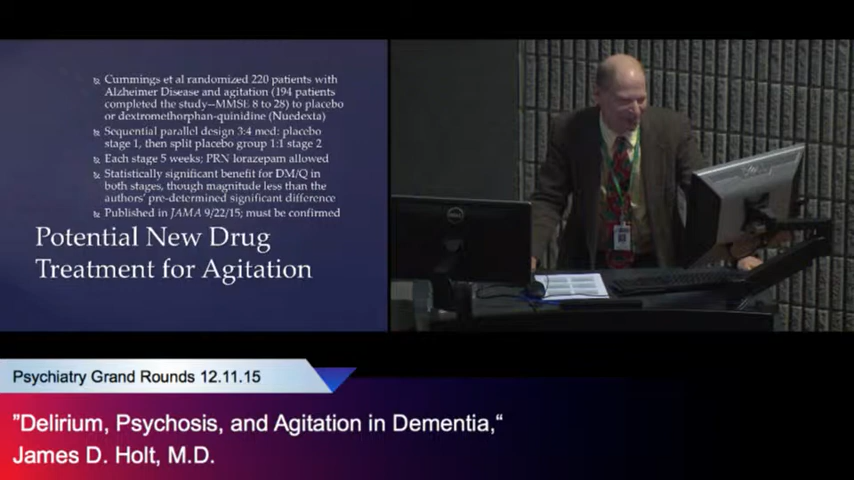 Cummings et al randomized 220 patients with
Alzheimer Disease and agitation (194 patients
completed the study--MMSE 8 to 28) to placebo
or dextromethorphan-quinidine (Nuedexta)
Sequential parallel design 3:4 med: placebo
stage 1, then split placebo group 1:1 stage 2
Each stage 5 weeks; PRN lorazepam allowed
Statistically significant benefit for DM/Q in
both stages, though magnitude less than the
authors' pre-determined significant difference
Published in JAMA 9/22/15; must be confirmed
Potential New Drug
Treatment for Agitation
DELL
Psychiatry Grand Rounds 12.11.15
”Delirium, Psychosis, and Agitation in Dementia,“
James D. Holt, M.D.